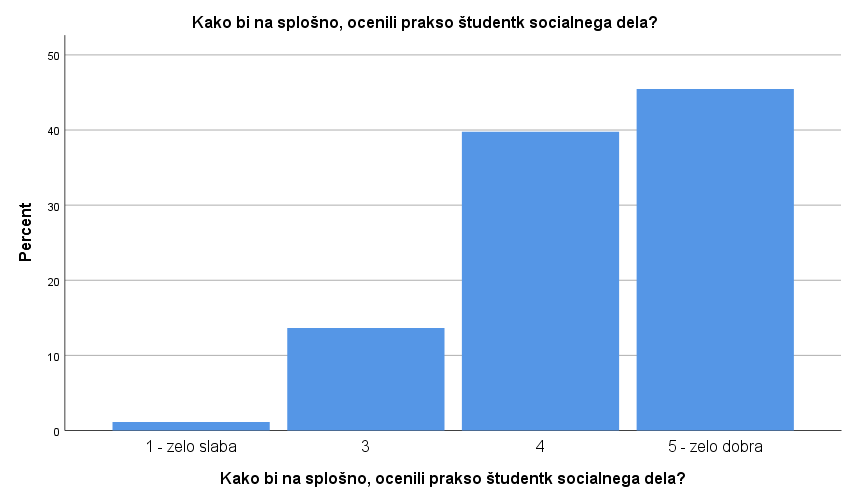 Kako bi na splošno, ocenili prakso študentk socialnega dela?
50
40
30
20
10
0
Percent
1 - zelo slaba
3
4
5 - zelo dobra
Kako bi na splošno, ocenili prakso študentk socialnega dela?